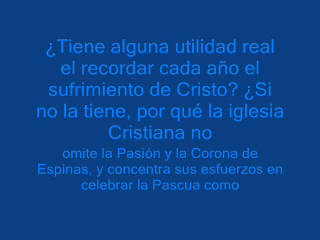 ¿Tiene alguna utilidad real
el recordar cada año el
sufrimiento de Cristo? ¿Si
no la tiene, por qué la iglesia
Cristiana no
omite la Pasión y la Corona de
Espinas, y concentra sus esfuerzos en
celebrar la Pascua como